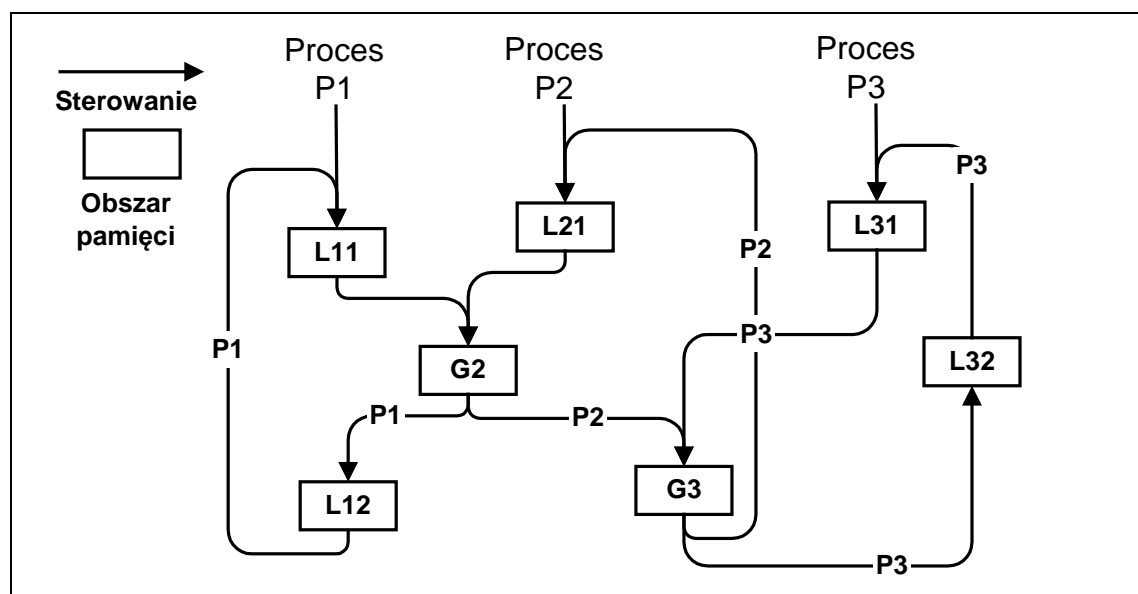 Proces
P1
Proces
P2
Proces
P3
Sterowanie
Obszar
pamięci
P3
L11
L21
L31
P2
P1
P3
G2
L32
P1
P2
L12
G3
P3